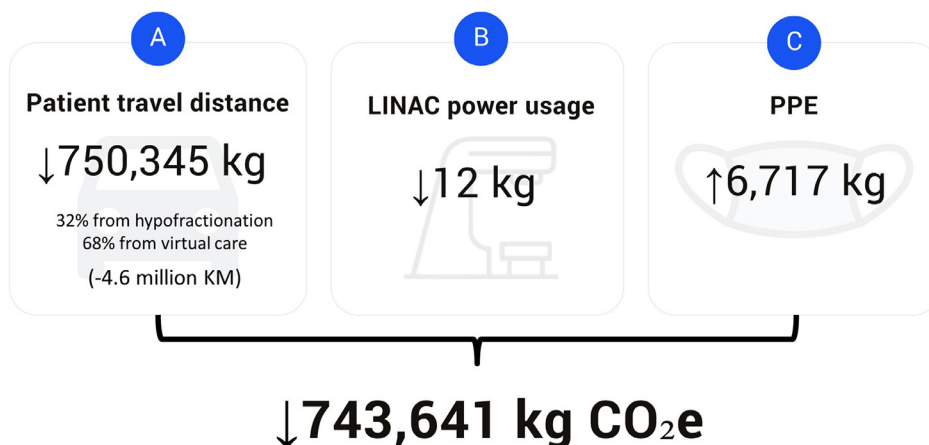 A
Patient travel distance
↓750,345 kg
32% from hypofractionation
68% from virtual care
(-4.6 million KM)
B
LINAC power usage
↓12 kg
C
PPE
↑6,717 kg
↓743,641 kg CO₂e